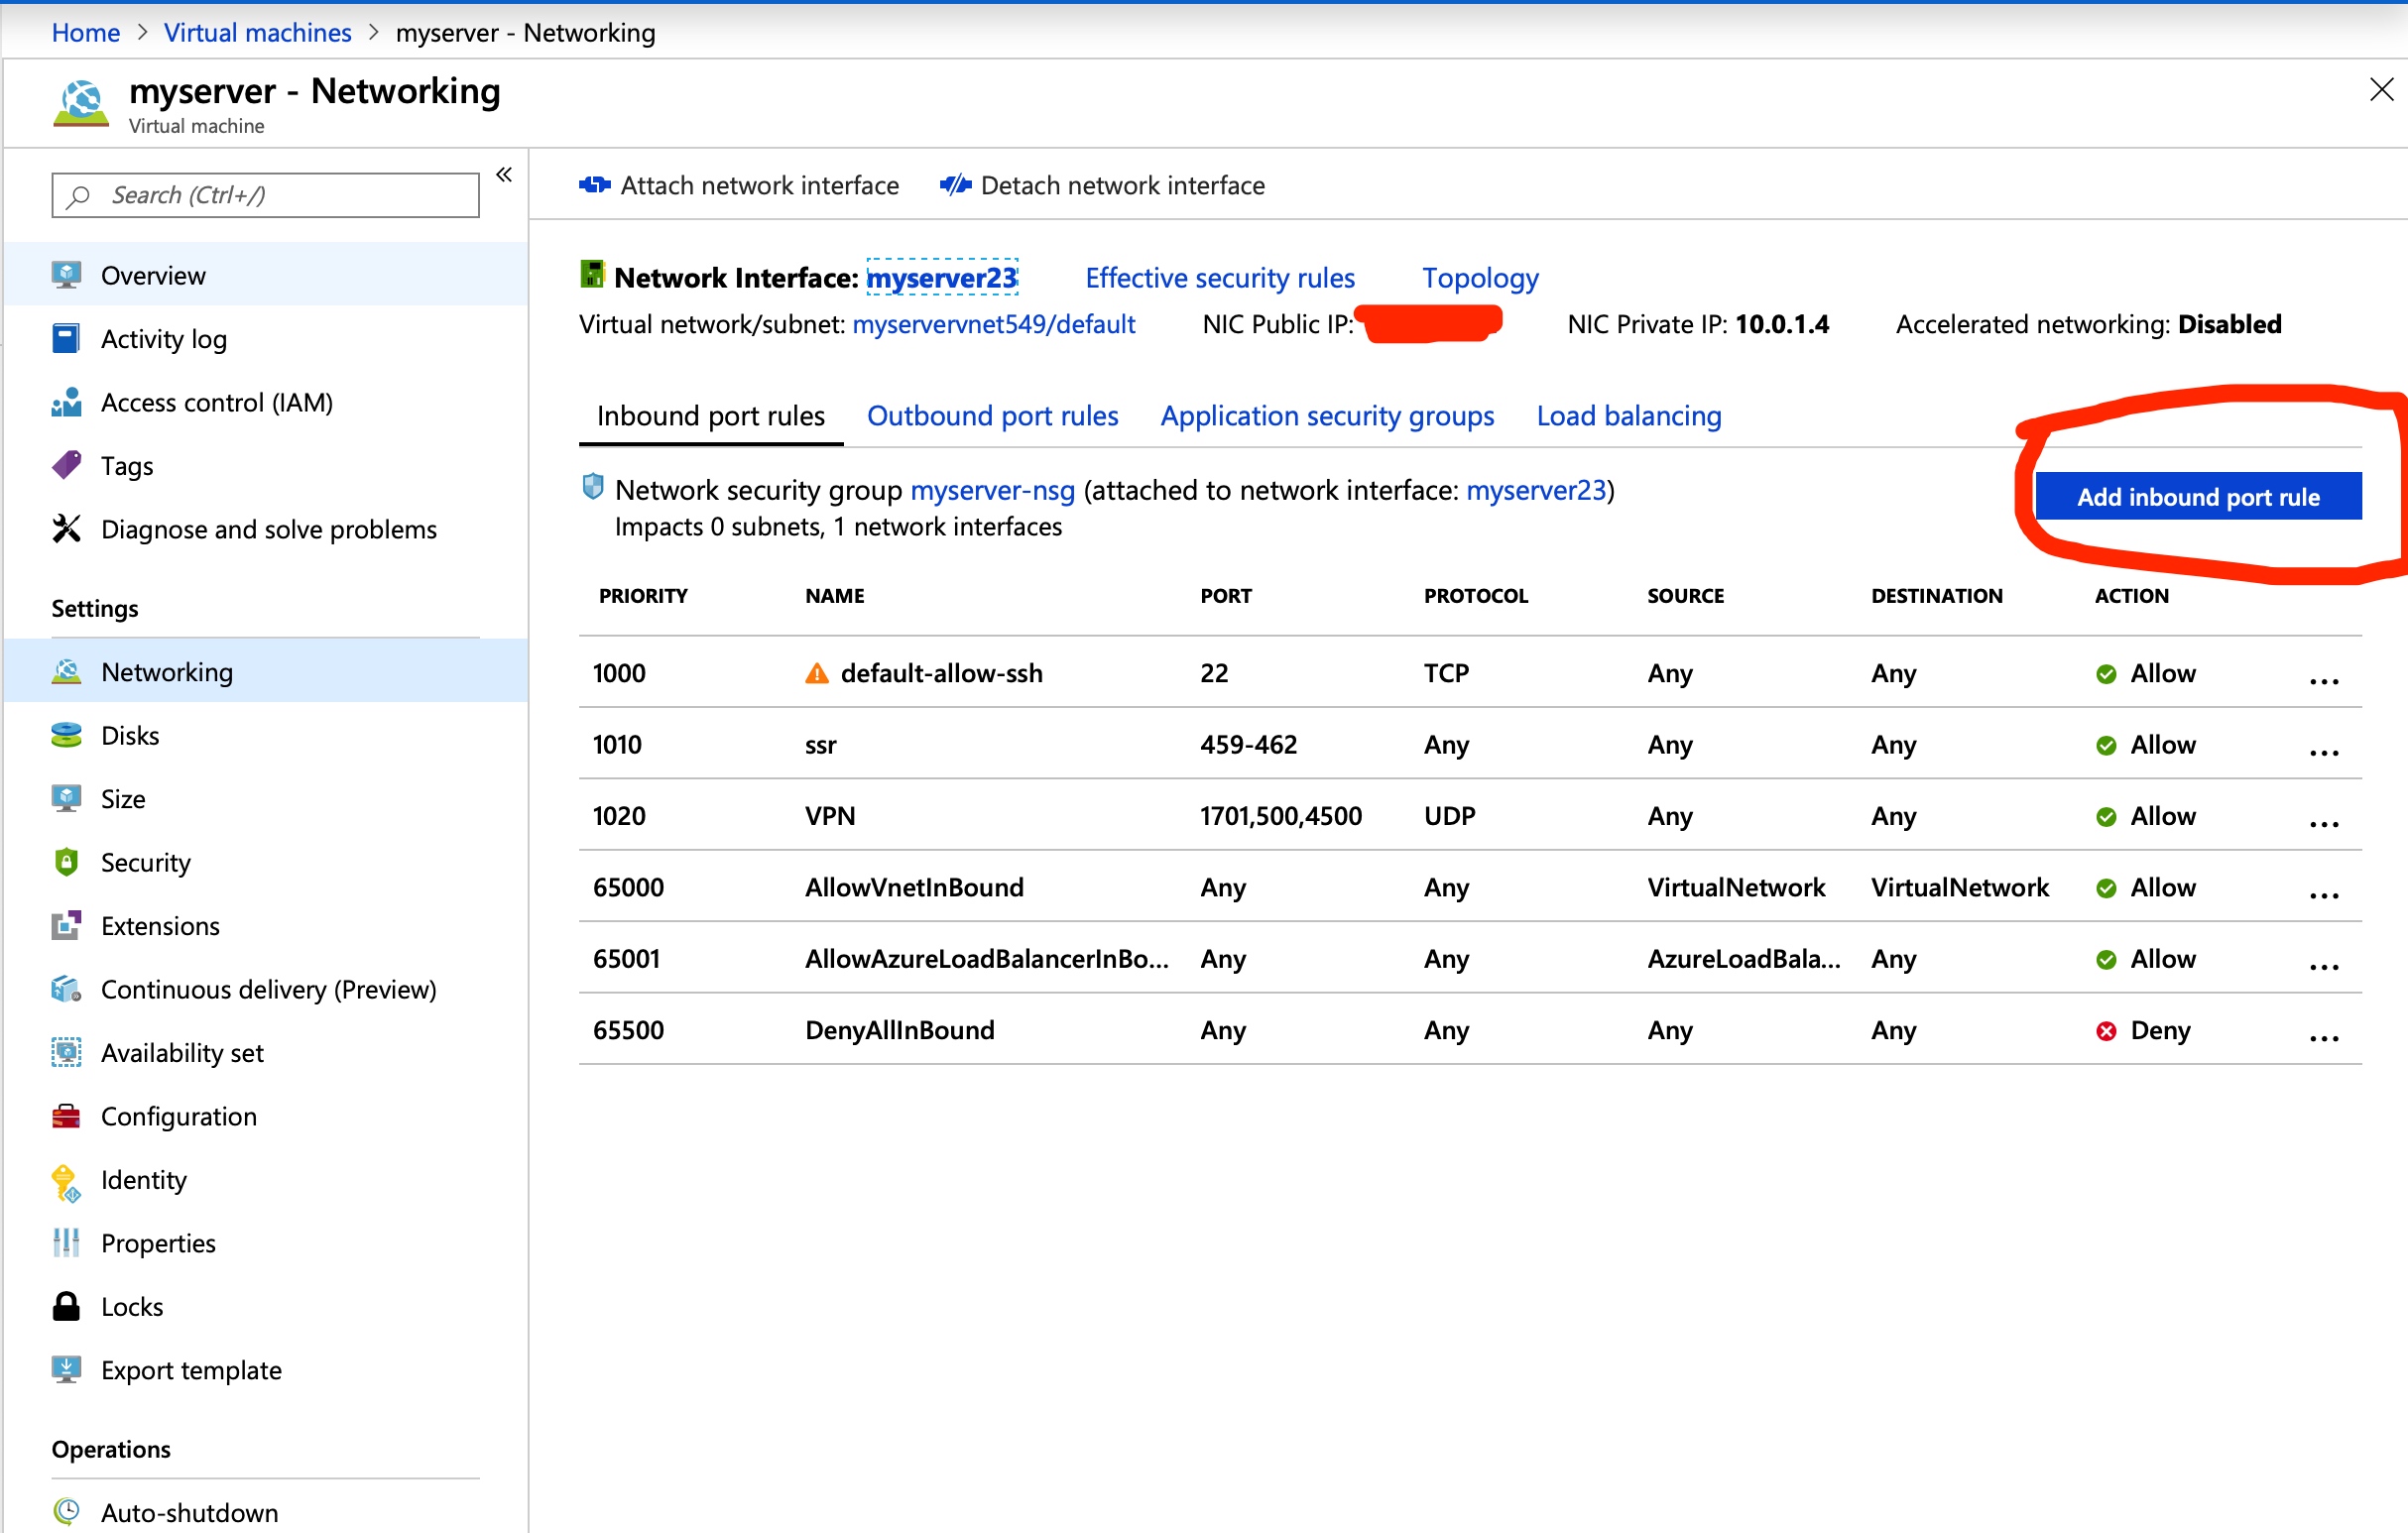 Home > Virtual machines > myserver - Networking
myserver - Networking
Virtual machine
Search (Ctrl+/)
«
Overview
Activity log
Access control (IAM)
Tags
Diagnose and solve problems
Settings
Networking
Disks
Size
Security
Extensions
Continuous delivery (Preview)
Availability set
Configuration
Identity
Properties
Locks
Export template
Operations
Auto-shutdown
Attach network interface Detach network interface
Network Interface: myserver23 Effective security rules Topology
Virtual network/subnet: myservervnet549/default NIC Public IP: NIC Private IP: 10.0.1.4 Accelerated networking: Disabled
Inbound port rules Outbound port rules Application security groups Load balancing
Network security group myserver-nsg (attached to network interface: myserver23)
Impacts 0 subnets, 1 network interfaces
Add inbound port rule
PRIORITY NAME PORT PROTOCOL SOURCE DESTINATION ACTION
1000 default-allow-ssh 22 TCP Any Any Allow ...
1010 ssr 459-462 Any Any Any Allow ...
1020 VPN 1701,500,4500 UDP Any Any Allow ...
65000 AllowVnetInBound Any Any VirtualNetwork VirtualNetwork Allow ...
65001 AllowAzureLoadBalancerInBo... Any Any AzureLoadBala... Any Allow ...
65500 DenyAllInBound Any Any Any Any Deny ...